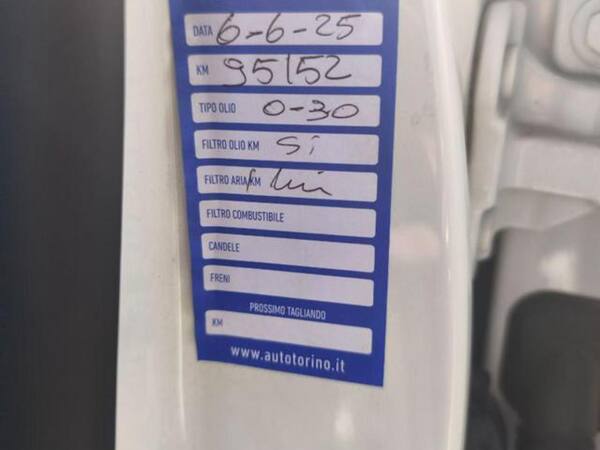 DATA 6-6-25
KM 95152
TIPO OLIO 0-30
FILTRO OLIO KM Si
FILTRO ARIA/KM
FILTRO COMBUSTIBILE
CANDELE
FRENI
PROSSIMO TAGLIANDO
KM
www.autotorino.it